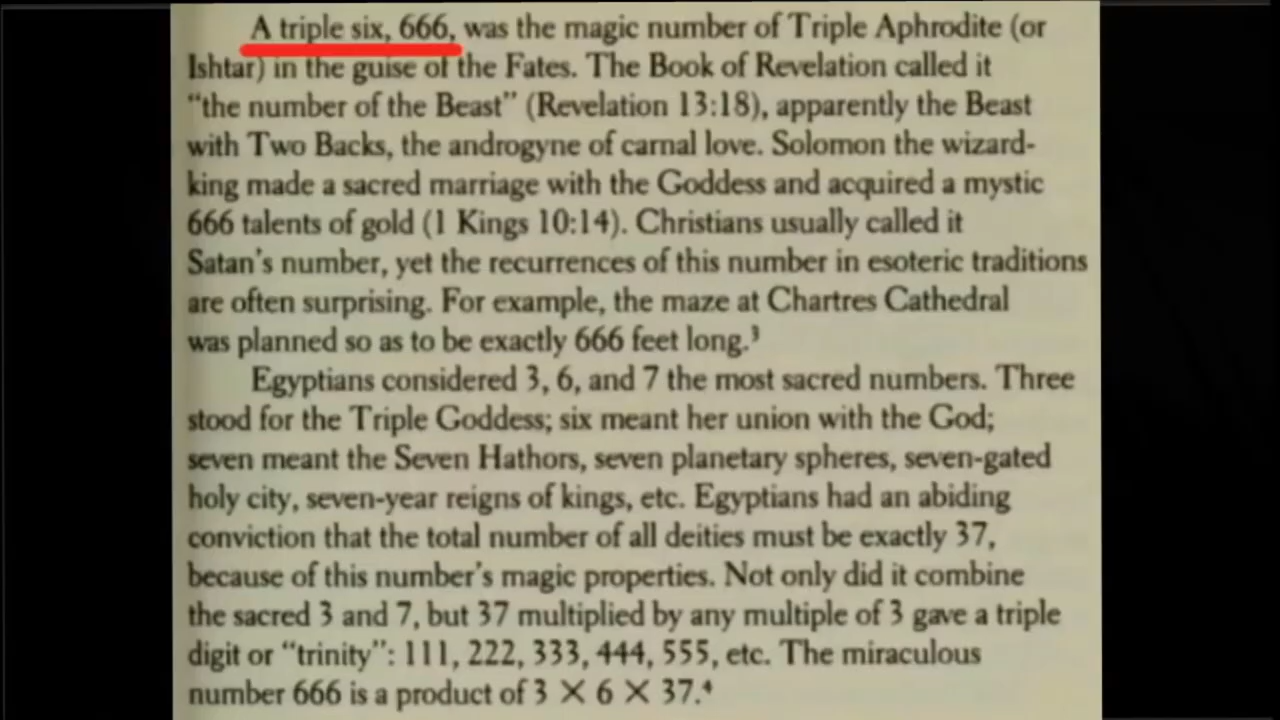 A triple six, 666, was the magic number of Triple Aphrodite (or
Ishtar) in the guise of the Fates. The Book of Revelation called it
“the number of the Beast” (Revelation 13:18), apparently the Beast
with Two Backs, the androgyne of carnal love. Solomon the wizard-
king made a sacred marriage with the Goddess and acquired a mystic
666 talents of gold (1 Kings 10:14). Christians usually called it
Satan's number, yet the recurrences of this number in esoteric traditions
are often surprising. For example, the maze at Chartres Cathedral
was planned so as to be exactly 666 feet long.³
Egyptians considered 3, 6, and 7 the most sacred numbers. Three
stood for the Triple Goddess; six meant her union with the God;
seven meant the Seven Hathors, seven planetary spheres, seven-gated
holy city, seven-year reigns of kings, etc. Egyptians had an abiding
conviction that the total number of all deities must be exactly 37,
because of this number's magic properties. Not only did it combine
the sacred 3 and 7, but 37 multiplied by any multiple of 3 gave a triple
digit or “trinity”: 111, 222, 333, 444, 555, etc. The miraculous
number 666 is a product of 3 X 6 X 37.⁴